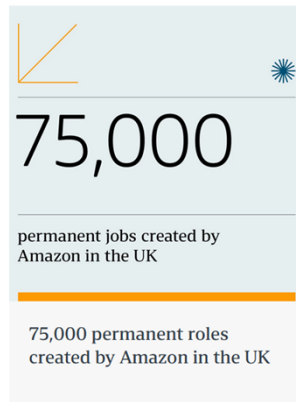 75,000
permanent jobs created by
Amazon in the UK
75,000 permanent roles
created by Amazon in the UK